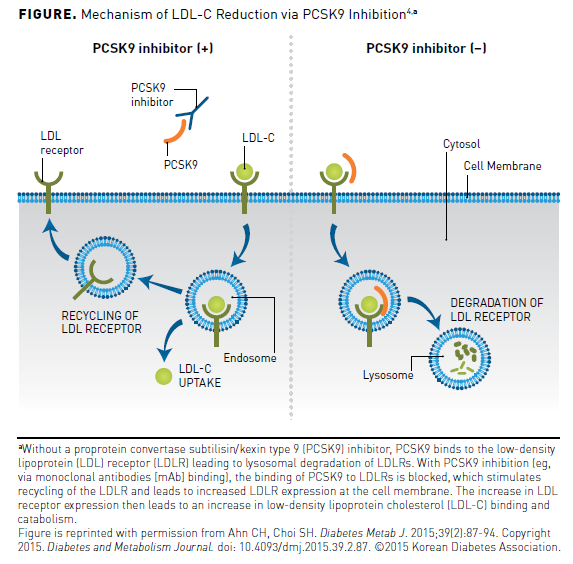 FIGURE. Mechanism of LDL-C Reduction via PCSK9 Inhibition⁴,ᵃ
PCSK9 inhibitor (+)
PCSK9 inhibitor (–)
PCSK9
inhibitor
LDL
receptor
PCSK9
LDL-C
Cytosol
Cell Membrane
RECYCLING OF
LDL RECEPTOR
Endosome
LDL-C
UPTAKE
DEGRADATION OF
LDL RECEPTOR
Lysosome
ᵃWithout a proprotein convertase subtilisin/kexin type 9 (PCSK9) inhibitor, PCSK9 binds to the low-density
lipoprotein (LDL) receptor (LDLR) leading to lysosomal degradation of LDLRs. With PCSK9 inhibition (eg,
via monoclonal antibodies [mAb] binding), the binding of PCSK9 to LDLRs is blocked, which stimulates
recycling of the LDLR and leads to increased LDLR expression at the cell membrane. The increase in LDL
receptor expression then leads to an increase in low-density lipoprotein cholesterol (LDL-C) binding and
catabolism.
Figure is reprinted with permission from Ahn CH, Choi SH. Diabetes Metab J. 2015;39(2):87-94. Copyright
2015. Diabetes and Metabolism Journal. doi: 10.4093/dmj.2015.39.2.87. ©2015 Korean Diabetes Association.